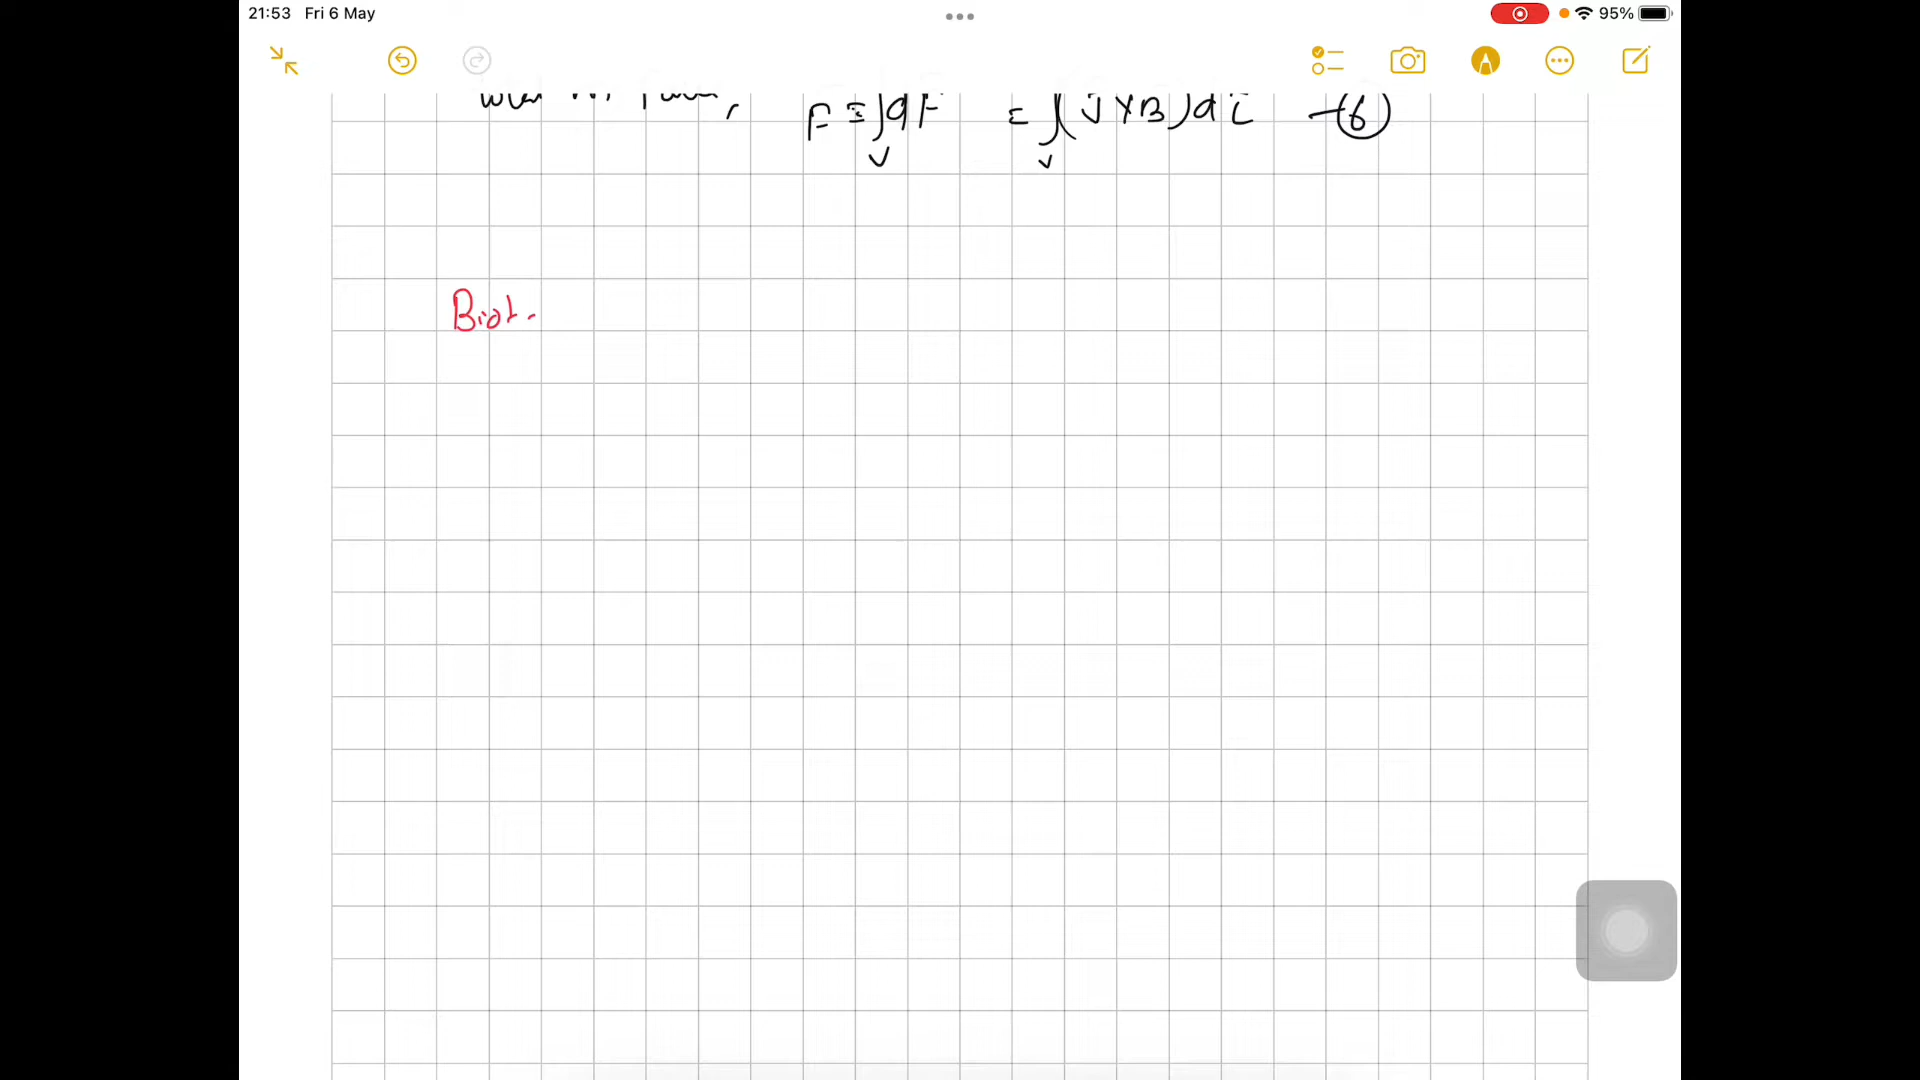 21:53 Fri 6 May 95%
F = ∫dF = ∫(J×B)dτ —⑥
V V
Biot-